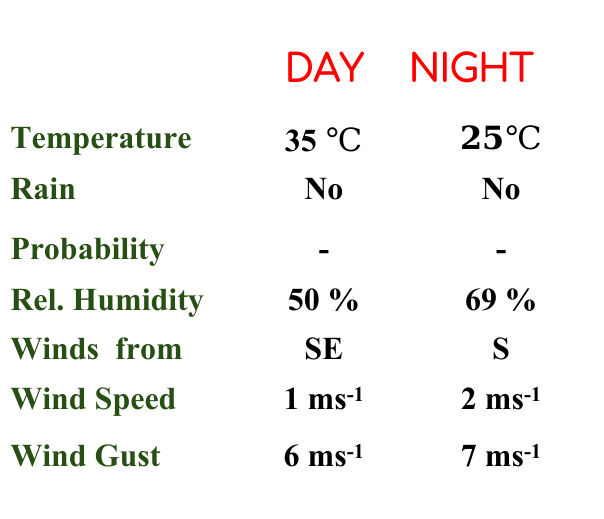 DAY NIGHT
Temperature 35 °C 25°C
Rain No No
Probability - -
Rel. Humidity 50 % 69 %
Winds from SE S
Wind Speed 1 ms-1 2 ms-1
Wind Gust 6 ms-1 7 ms-1